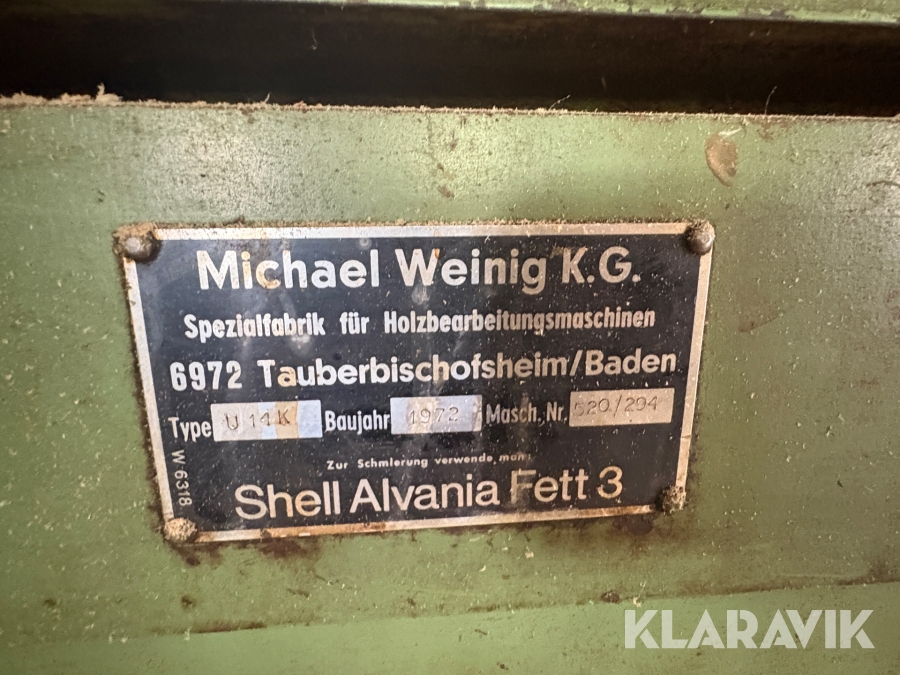 Michael Weinig K.G.
Spezialfabrik für Holzbearbeitungsmaschinen
6972 Tauberbischofsheim/Baden
Type U 14 K Baujahr 1972 Masch. Nr. 520/204
Zur Schmierung verwende man:
Shell Alvania Fett 3
W 6318
KLARAVIK